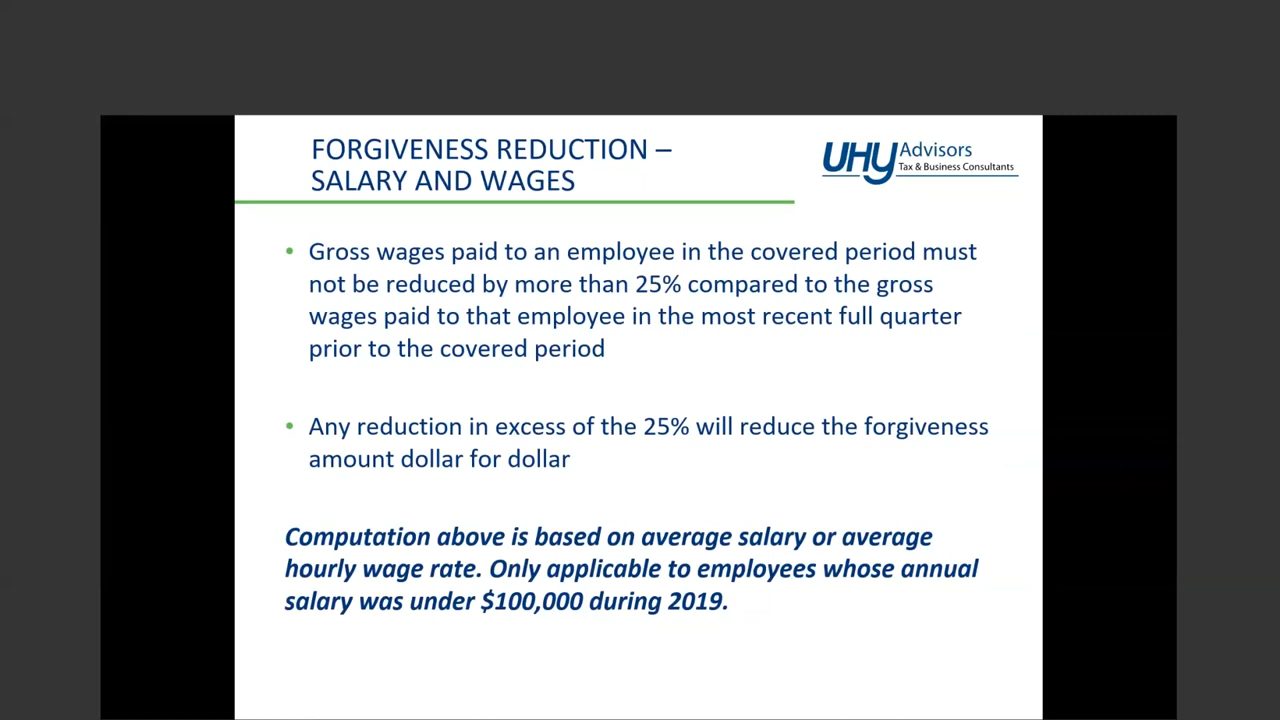 FORGIVENESS REDUCTION –
SALARY AND WAGES
UHY Advisors
Tax & Business Consultants
• Gross wages paid to an employee in the covered period must
not be reduced by more than 25% compared to the gross
wages paid to that employee in the most recent full quarter
prior to the covered period
• Any reduction in excess of the 25% will reduce the forgiveness
amount dollar for dollar
Computation above is based on average salary or average
hourly wage rate. Only applicable to employees whose annual
salary was under $100,000 during 2019.